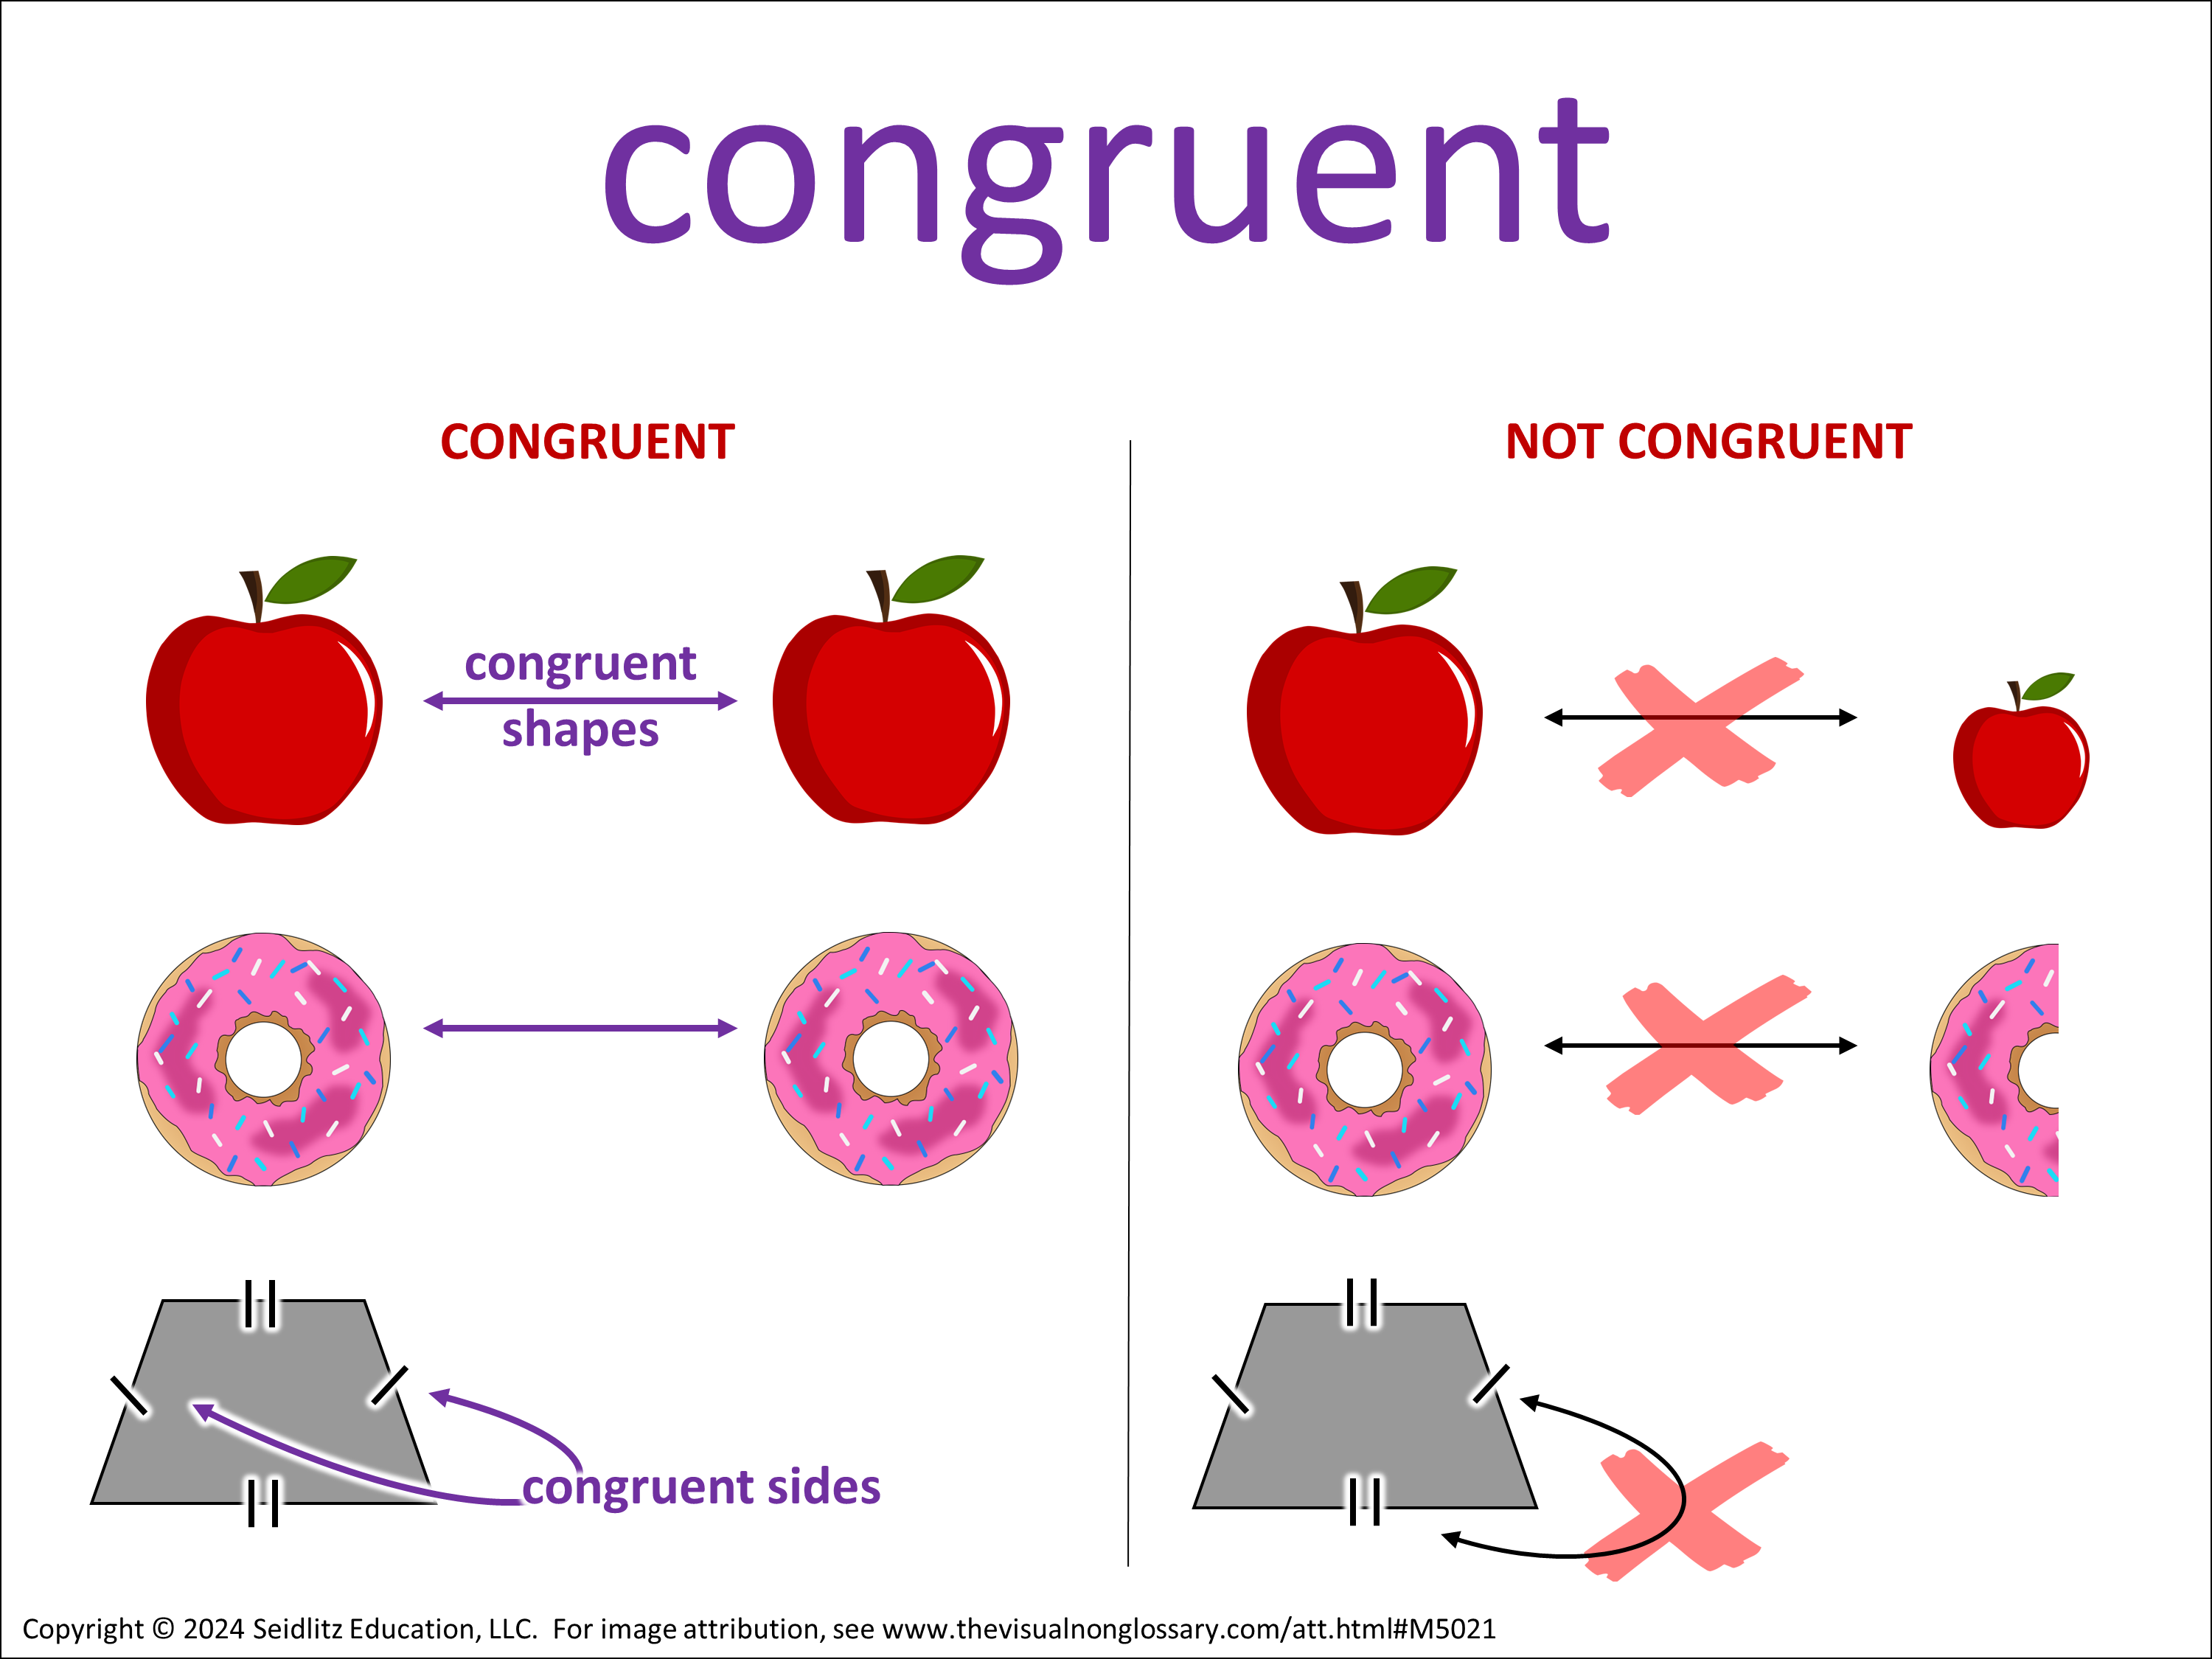 congruent
CONGRUENT
NOT CONGRUENT
congruent
shapes
congruent sides
Copyright © 2024 Seidlitz Education, LLC.  For image attribution, see www.thevisualnonglossary.com/att.html#M5021